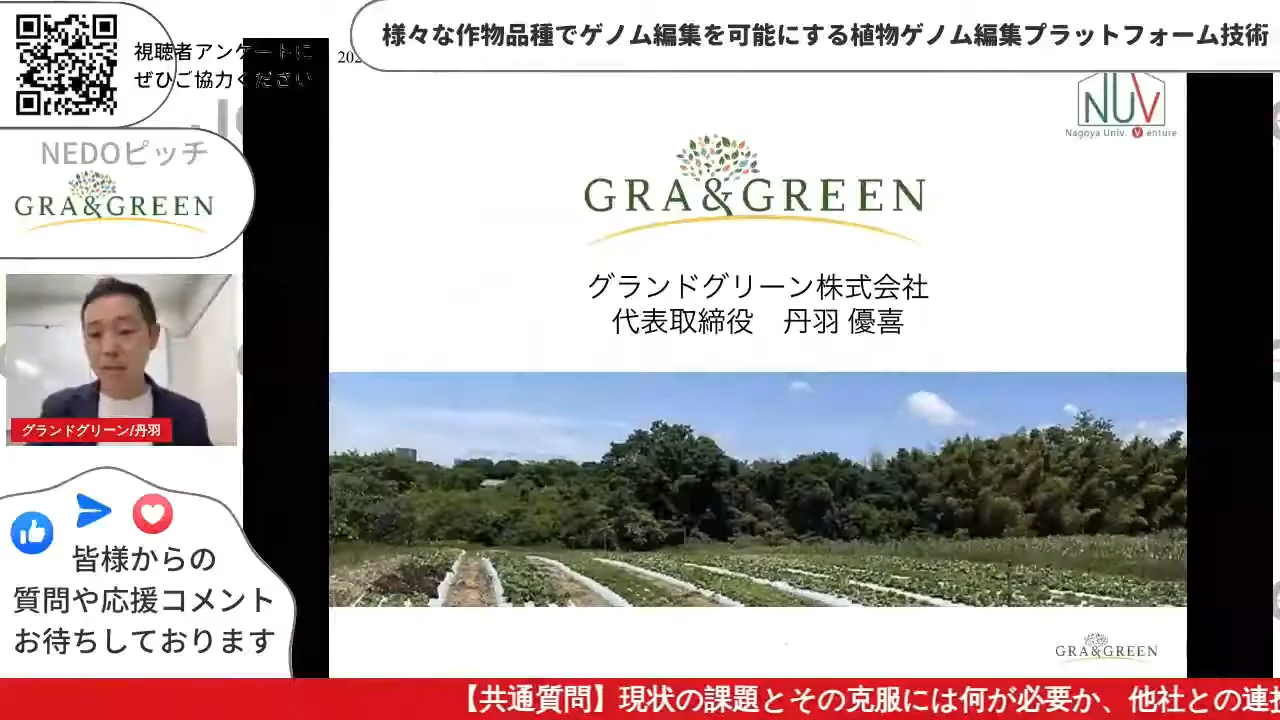 視聴者アンケートに
ぜひご協力ください
様々な作物品種でゲノム編集を可能にする植物ゲノム編集プラットフォーム技術
202
NUV
Nagoya Univ. Venture
NEDOピッチ
GRA&GREEN
GRA&GREEN
グランドグリーン株式会社
代表取締役 丹羽 優喜
グランドグリーン/丹羽
皆様からの
質問や応援コメント
お待ちしております
GRA&GREEN
【共通質問】現状の課題とその克服には何が必要か、他社との連携